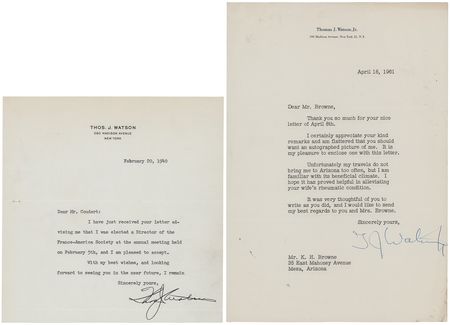 THOS. J. WATSON
590 MADISON AVENUE
NEW YORK
February 20, 1940
Dear Mr. Coudert:
I have just received your letter ad-
vising me that I was elected a Director of the
France-America Society at the annual meeting held
on February 5th, and I am pleased to accept.
With my best wishes, and looking
forward to seeing you in the near future, I remain
Sincerely yours,
Thos J Watson
Thomas J. Watson, Jr.
590 Madison Avenue, New York 22, N. Y.
April 18, 1961
Dear Mr. Browne,
Thank you so much for your nice
letter of April 8th.
I certainly appreciate your kind
remarks and am flattered that you should
want an autographed picture of me. It is
my pleasure to enclose one with this letter.
Unfortunately my travels do not
bring me to Arizona too often, but I am
familiar with its beneficial climate. I
hope it has proved helpful in alleviating
your wife's rheumatic condition.
It was very thoughtful of you to
write as you did, and I would like to send
my best regards to you and Mrs. Browne.
Sincerely yours,
T J Watson Jr
Mr. K. H. Browne
26 East Mahoney Avenue
Mesa, Arizona